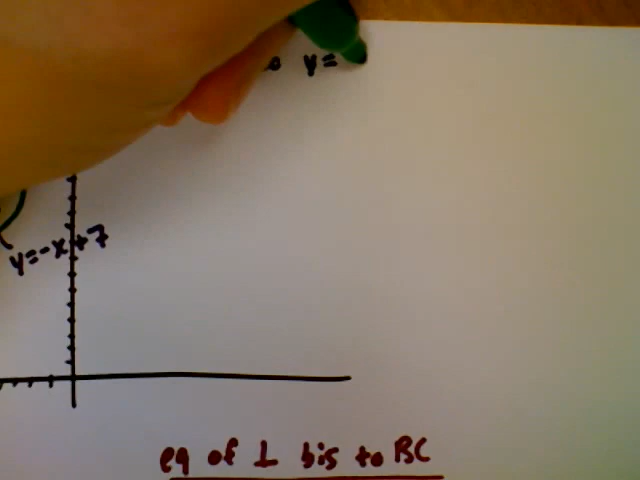 y=
y=-x+7
eq of ⊥ bis to BC